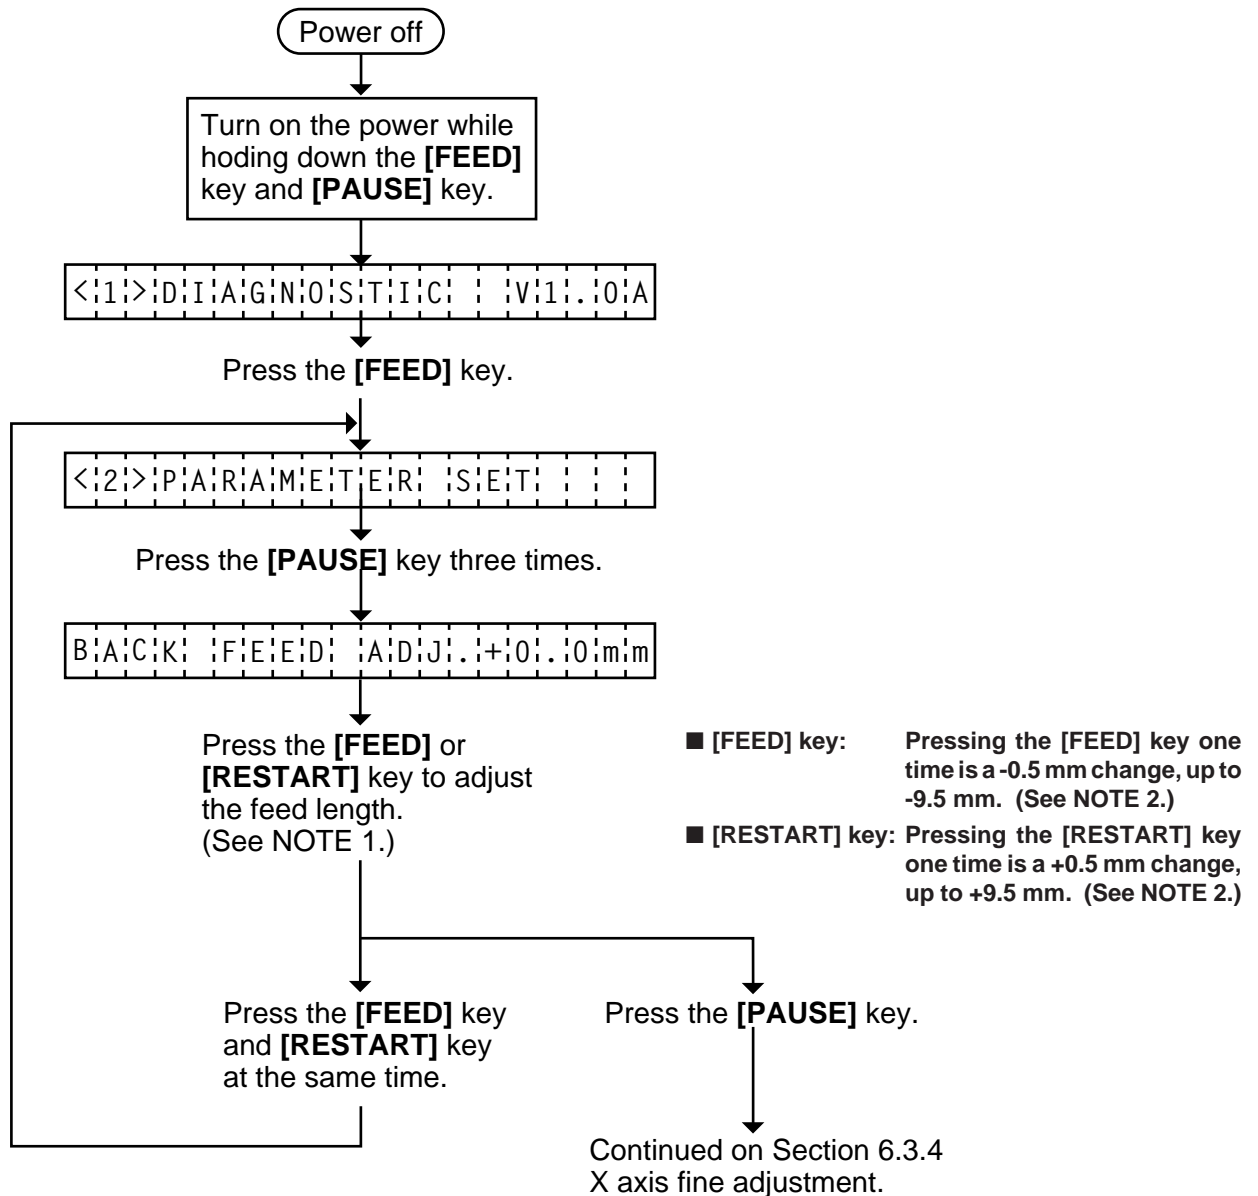 Power off
Turn on the power while
hoding down the [FEED]
key and [PAUSE] key.
<1>DIAGNOSTIC  V1.0A
Press the [FEED] key.
<2>PARAMETER SET
Press the [PAUSE] key three times.
BACK FEED ADJ.+0.0mm
Press the [FEED] or
[RESTART] key to adjust
the feed length.
(See NOTE 1.)
■ [FEED] key: Pressing the [FEED] key one
time is a -0.5 mm change, up to
-9.5 mm. (See NOTE 2.)
■ [RESTART] key: Pressing the [RESTART] key
one time is a +0.5 mm change,
up to +9.5 mm. (See NOTE 2.)
Press the [FEED] key
and [RESTART] key
at the same time.
Press the [PAUSE] key.
Continued on Section 6.3.4
X axis fine adjustment.